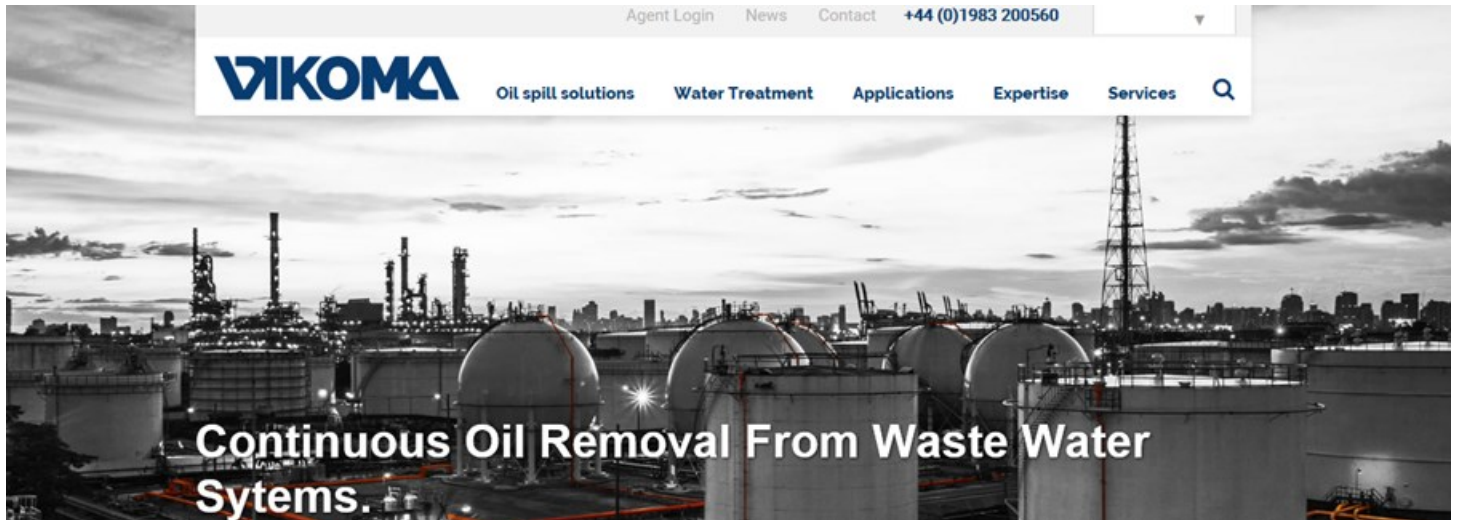 Agent Login News Contact +44 (0)1983 200560
VIKOMA
Oil spill solutions Water Treatment Applications Expertise Services
Continuous Oil Removal From Waste Water
Sytems.